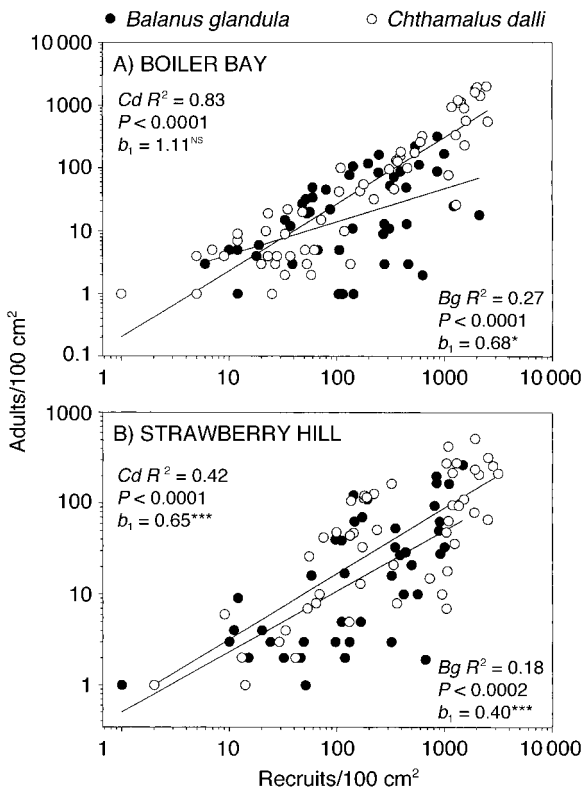 ● Balanus glandula ○ Chthamalus dalli
A) BOILER BAY
Cd R² = 0.83
P < 0.0001
b₁ = 1.11ᴺˢ
Bg R² = 0.27
P < 0.0001
b₁ = 0.68*
10 000
1000
100
10
1
0.1
1
10
100
1000
10 000
Adults/100 cm²
B) STRAWBERRY HILL
Cd R² = 0.42
P < 0.0001
b₁ = 0.65***
Bg R² = 0.18
P < 0.0002
b₁ = 0.40***
1000
100
10
1
1
10
100
1000
10 000
Recruits/100 cm²